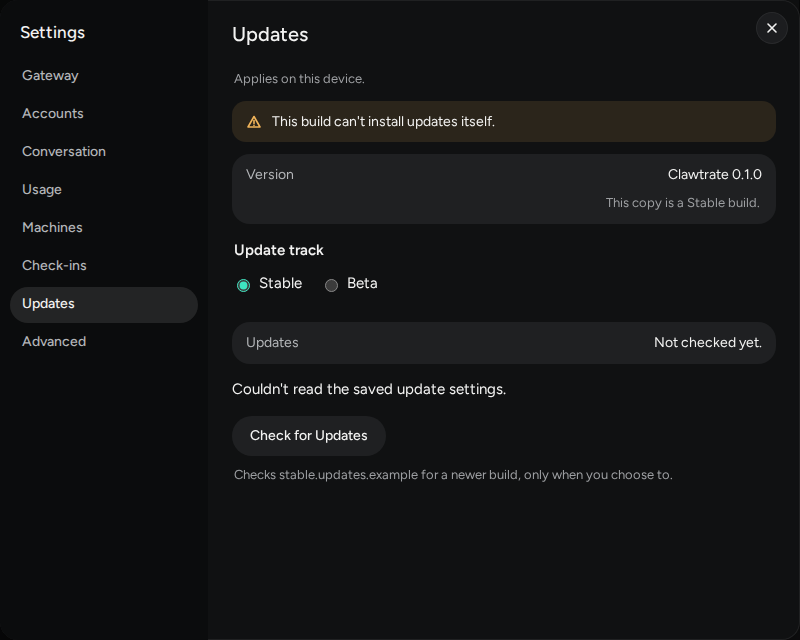 Settings
Gateway
Accounts
Conversation
Usage
Machines
Check-ins
Updates
Advanced
Updates
Applies on this device.
This build can't install updates itself.
Version
Clawtrate 0.1.0
This copy is a Stable build.
Update track
Stable
Beta
Updates
Not checked yet.
Couldn't read the saved update settings.
Check for Updates
Checks stable.updates.example for a newer build, only when you choose to.